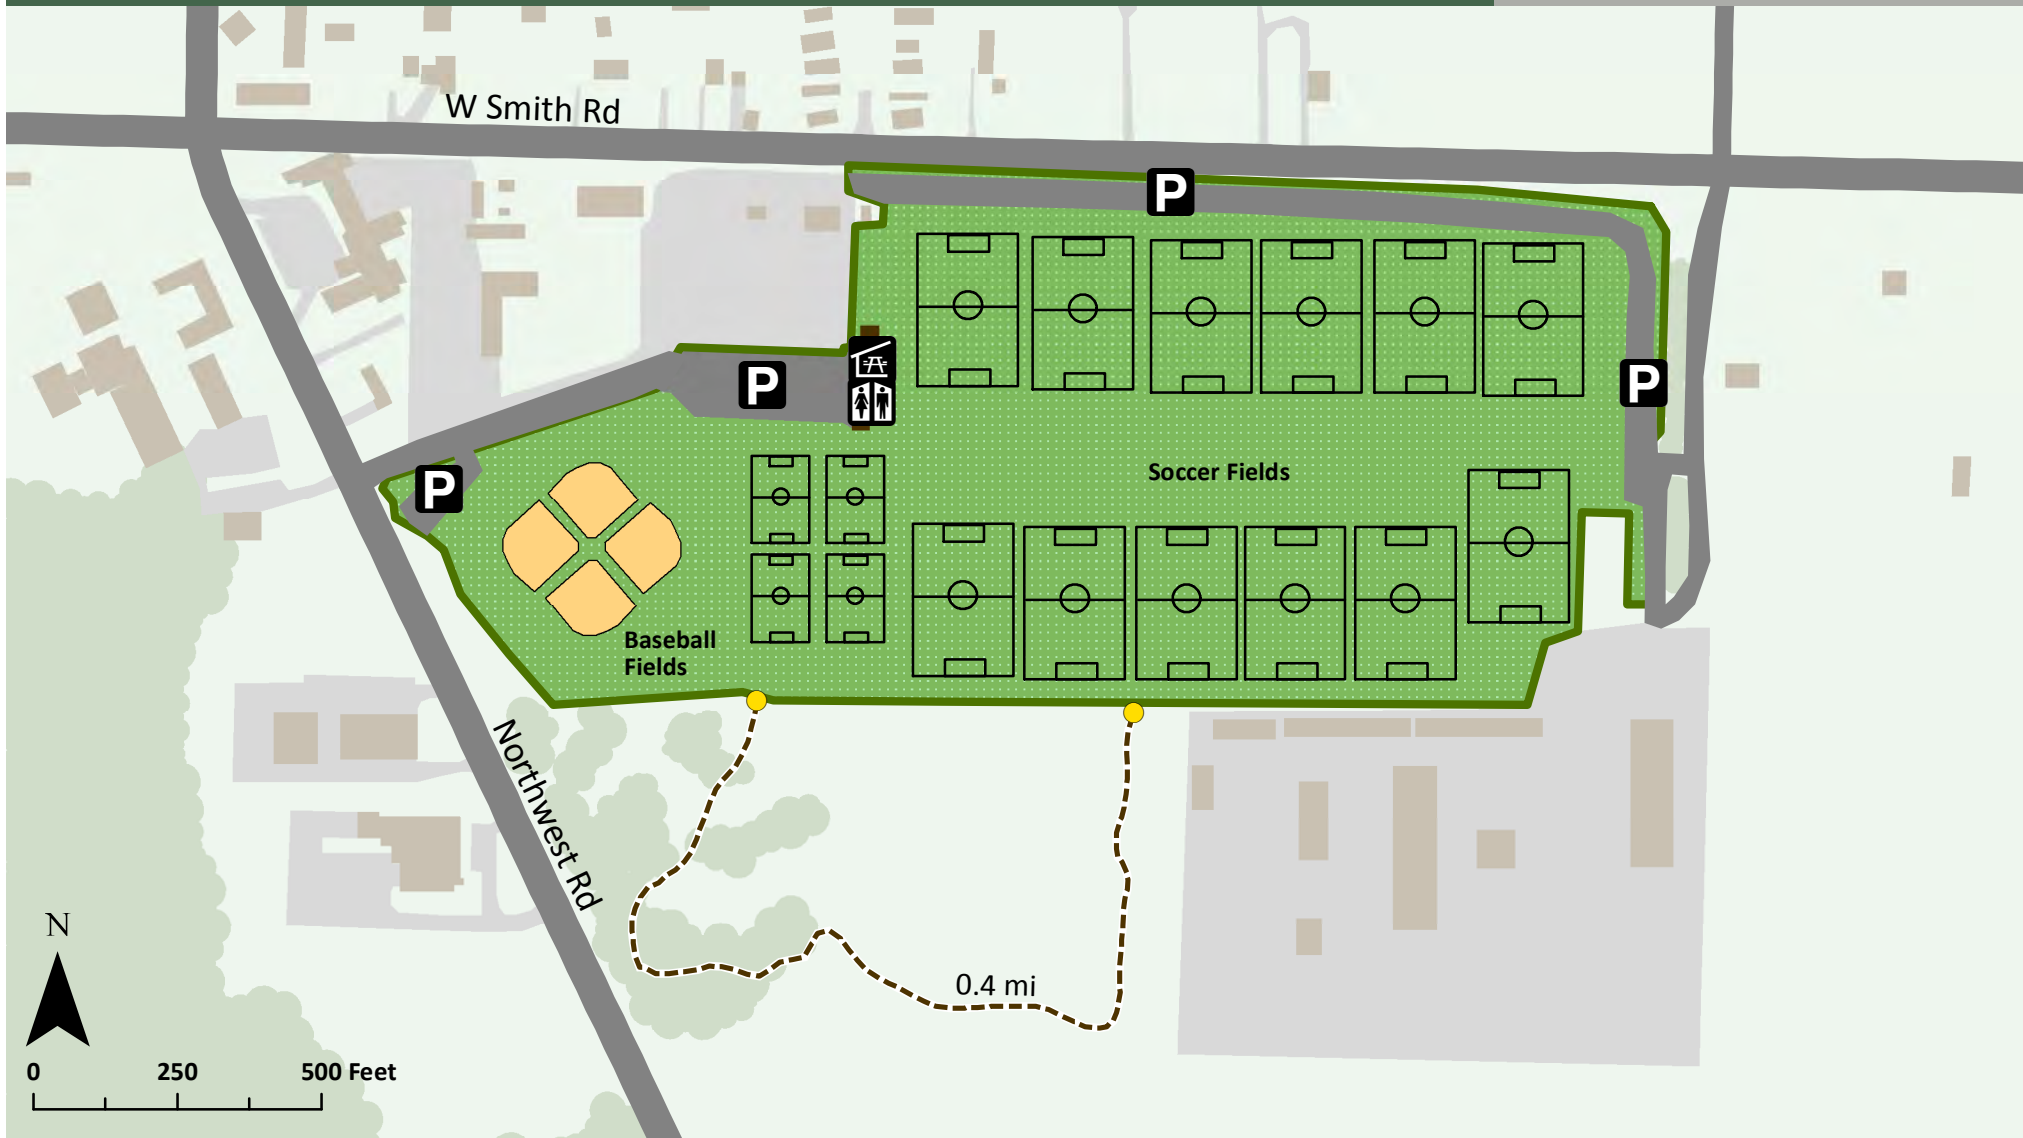 W Smith Rd
P
P
P
P
Soccer Fields
Baseball
Fields
Northwest Rd
N
0.4 mi
0 250 500 Feet